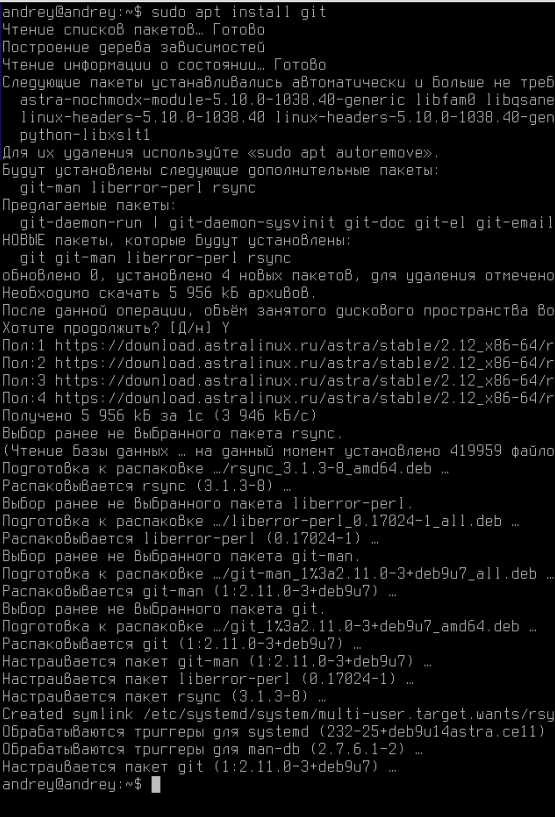 andrey@andrey:~$ sudo apt install git
Чтение списков пакетов… Готово
Построение дерева зависимостей
Чтение информации о состоянии… Готово
Следующие пакеты устанавливались автоматически и больше не треб
astra-nochmodx-module-5.10.0-1038.40-generic libfam0 libqsane
linux-headers-5.10.0-1038.40 linux-headers-5.10.0-1038.40-gen
python-libxslt1
Для их удаления используйте «sudo apt autoremove».
Будут установлены следующие дополнительные пакеты:
git-man liberror-perl rsync
Предлагаемые пакеты:
git-daemon-run | git-daemon-sysvinit git-doc git-el git-email
НОВЫЕ пакеты, которые будут установлены:
git git-man liberror-perl rsync
обновлено 0, установлено 4 новых пакетов, для удаления отмечено
Необходимо скачать 5 956 kБ архивов.
После данной операции, объём занятого дискового пространства во
Хотите продолжить? [Д/н] Y
Пол:1 https://download.astralinux.ru/astra/stable/2.12_x86-64/r
Пол:2 https://download.astralinux.ru/astra/stable/2.12_x86-64/r
Пол:3 https://download.astralinux.ru/astra/stable/2.12_x86-64/r
Пол:4 https://download.astralinux.ru/astra/stable/2.12_x86-64/r
Получено 5 956 kБ за 1с (3 946 kБ/c)
Выбор ранее не выбранного пакета rsync.
(Чтение базы данных … на данный момент установлено 419959 файло
Подготовка к распаковке …/rsync_3.1.3-8_amd64.deb …
Распаковывается rsync (3.1.3-8) …
Выбор ранее не выбранного пакета liberror-perl.
Подготовка к распаковке …/liberror-perl_0.17024-1_all.deb …
Распаковывается liberror-perl (0.17024-1) …
Выбор ранее не выбранного пакета git-man.
Подготовка к распаковке …/git-man_1%3a2.11.0-3+deb9u7_all.deb …
Распаковывается git-man (1:2.11.0-3+deb9u7) …
Выбор ранее не выбранного пакета git.
Подготовка к распаковке …/git_1%3a2.11.0-3+deb9u7_amd64.deb …
Распаковывается git (1:2.11.0-3+deb9u7) …
Настраивается пакет git-man (1:2.11.0-3+deb9u7) …
Настраивается пакет liberror-perl (0.17024-1) …
Настраивается пакет rsync (3.1.3-8) …
Created symlink /etc/systemd/system/multi-user.target.wants/rsy
Обрабатываются триггеры для systemd (232-25+deb9u14astra.ce11)
Обрабатываются триггеры для man-db (2.7.6.1-2) …
Настраивается пакет git (1:2.11.0-3+deb9u7) …
andrey@andrey:~$